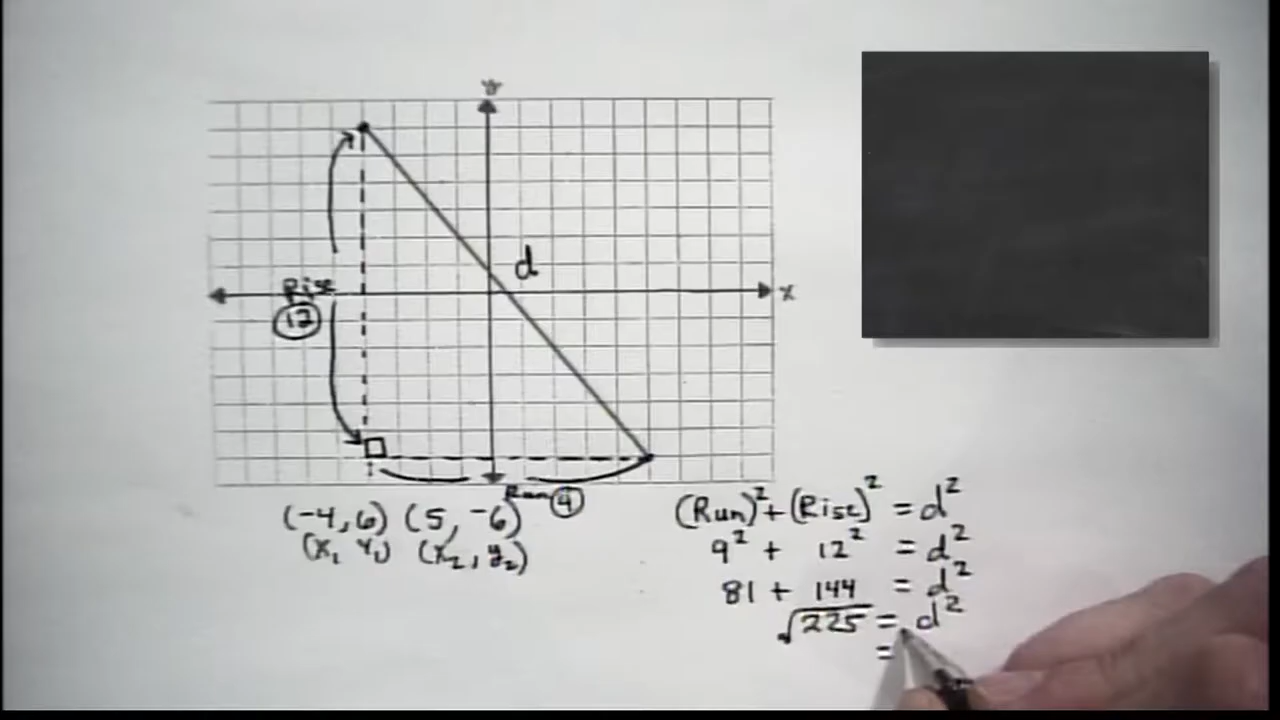 y
d
x
Rise
12
Run 9
(-4, 6) (5, -6)
(x₁ y₁) (x₂, y₂)
(Run)² + (Rise)² = d²
9² + 12² = d²
81 + 144 = d²
√225 = d²
=